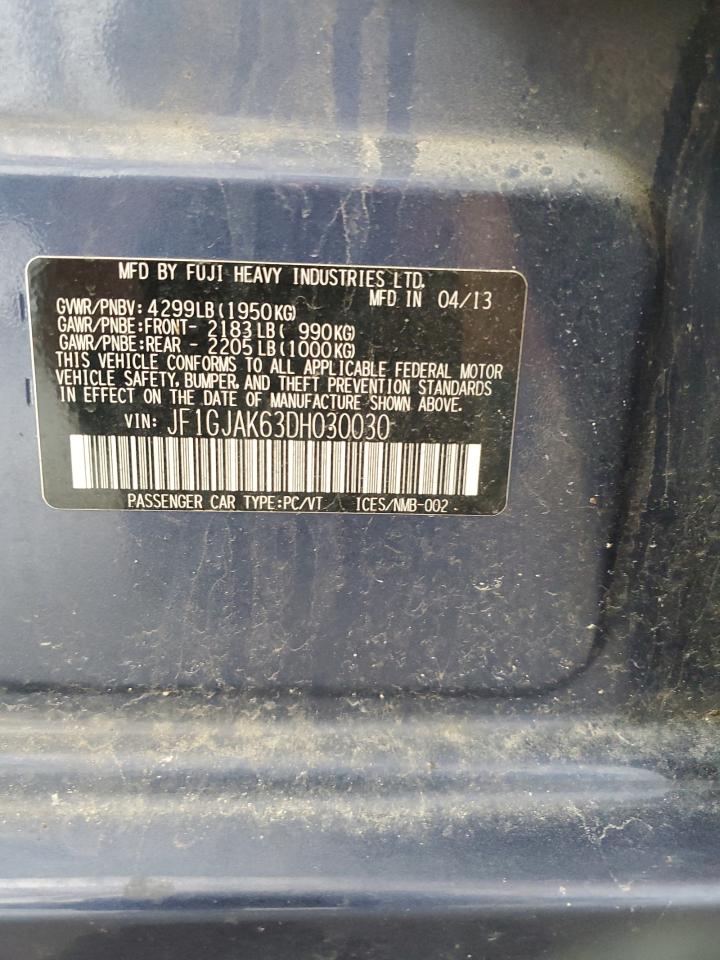 MFD BY FUJI HEAVY INDUSTRIES LTD.
MFD IN 04/13
GVWR/PNBV: 4299LB(1950KG)
GAWR/PNBE:FRONT- 2183LB( 990KG)
GAWR/PNBE:REAR - 2205LB(1000KG)
THIS VEHICLE CONFORMS TO ALL APPLICABLE FEDERAL MOTOR
VEHICLE SAFETY, BUMPER, AND THEFT PREVENTION STANDARDS
IN EFFECT ON THE DATE OF MANUFACTURE SHOWN ABOVE.
VIN: JF1GJAK63DH030030
PASSENGER CAR TYPE:PC/VT ICES/NMB-002